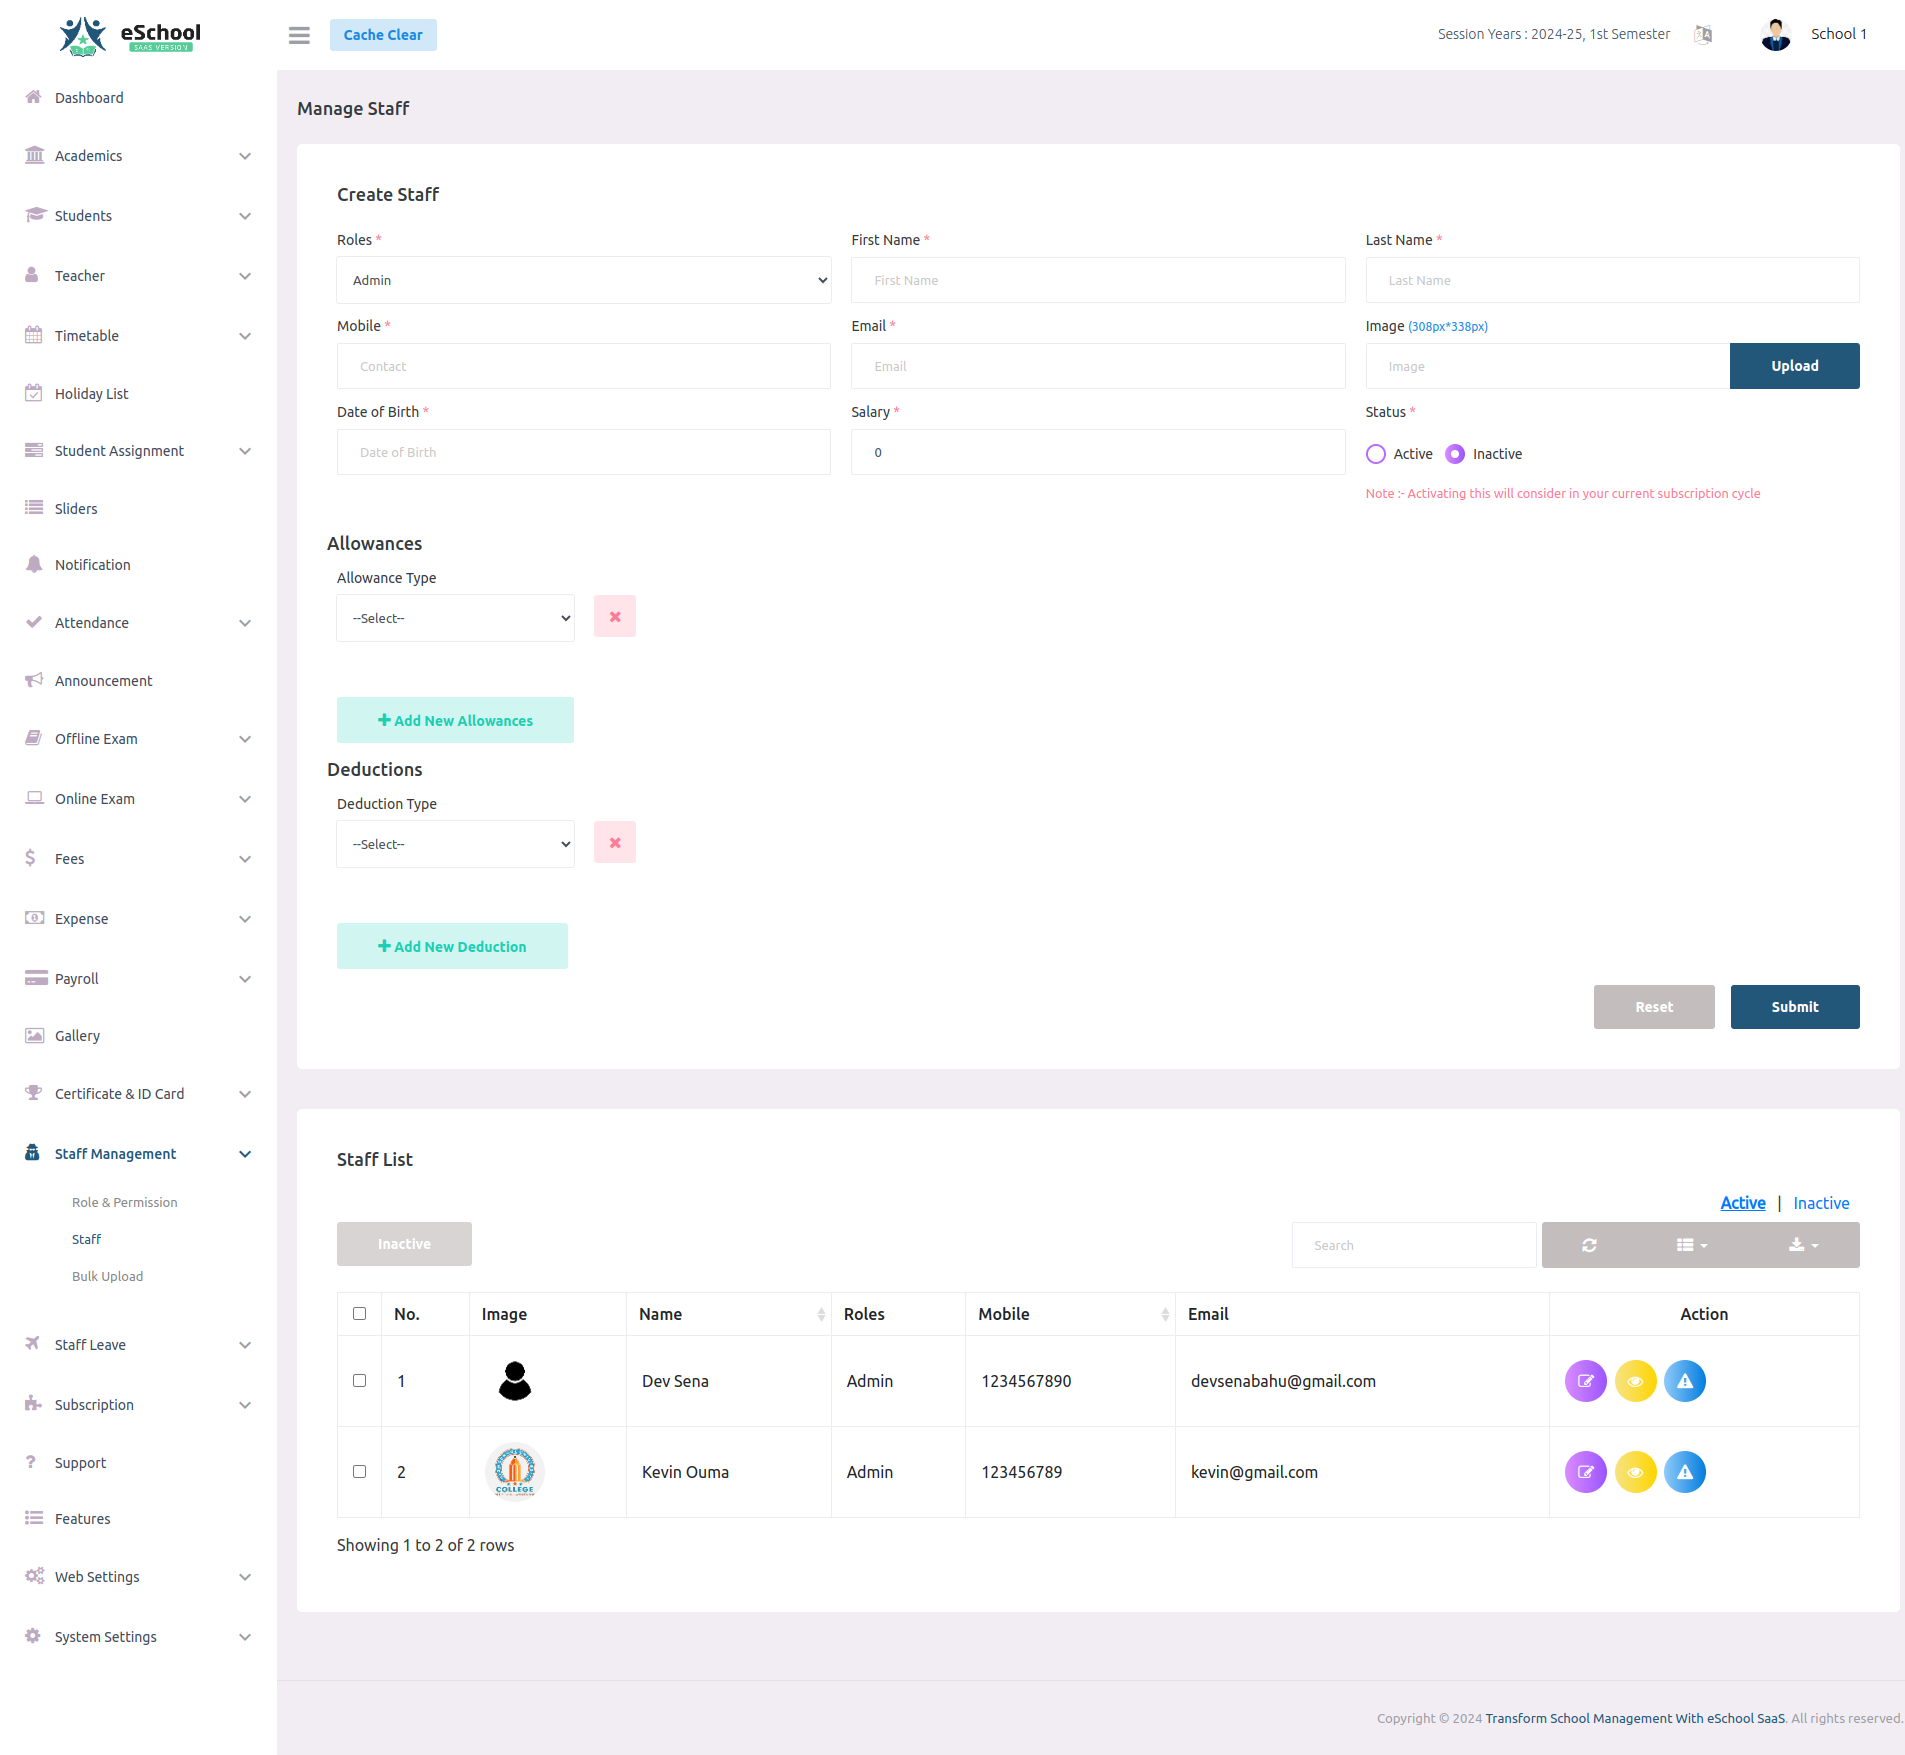 eSchool
SAAS VERSION
Cache Clear
Session Years : 2024-25, 1st Semester
School 1
Dashboard
Academics
Students
Teacher
Timetable
Holiday List
Student Assignment
Sliders
Notification
Attendance
Announcement
Offline Exam
Online Exam
Fees
Expense
Payroll
Gallery
Certificate & ID Card
Staff Management
Role & Permission
Staff
Bulk Upload
Staff Leave
Subscription
Support
Features
Web Settings
System Settings
Manage Staff
Create Staff
Roles * First Name * Last Name *
Admin First Name Last Name
Mobile * Email * Image (308px*338px)
Contact Email Image Upload
Date of Birth * Salary * Status *
Date of Birth 0 Active Inactive
Note :- Activating this will consider in your current subscription cycle
Allowances
Allowance Type
--Select--
Add New Allowances
Deductions
Deduction Type
--Select--
Add New Deduction
Reset Submit
Staff List
Active | Inactive
Inactive Search
No. Image Name Roles Mobile Email Action
1 Dev Sena Admin 1234567890 devsenabahu@gmail.com
2 COLLEGE Kevin Ouma Admin 123456789 kevin@gmail.com
Showing 1 to 2 of 2 rows
Copyright © 2024 Transform School Management With eSchool SaaS. All rights reserved.